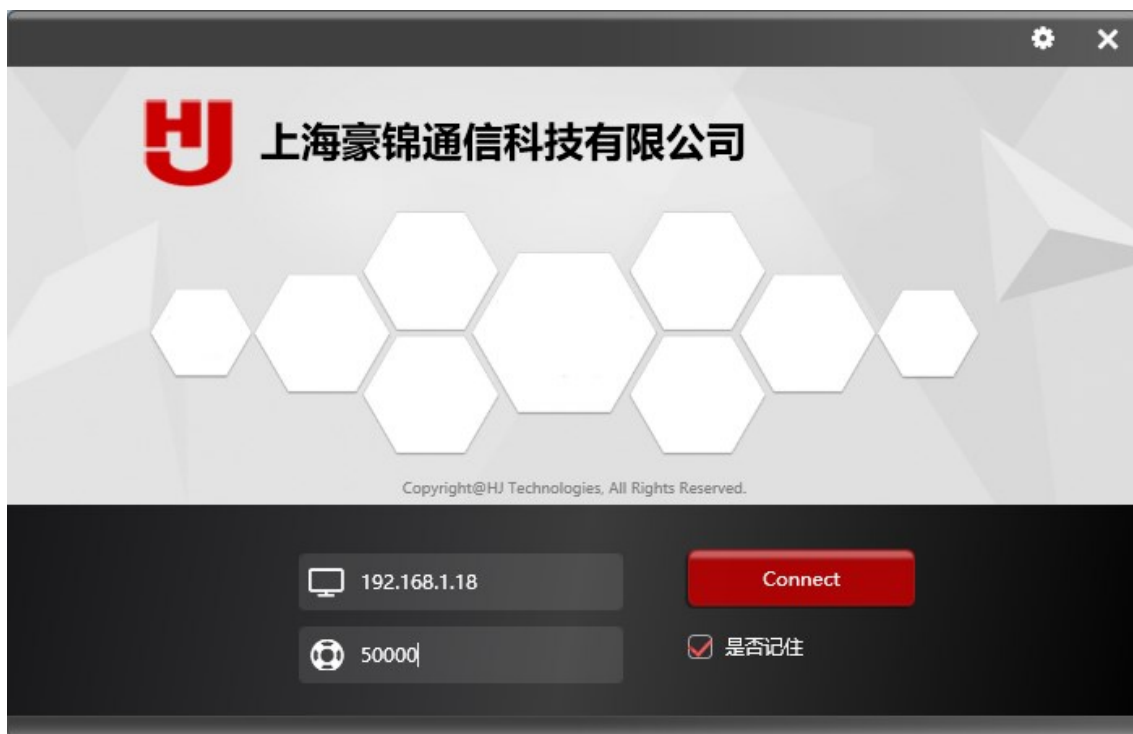 HJ
上海豪锦通信科技有限公司
Copyright@HJ Technologies, All Rights Reserved.
192.168.1.18
Connect
50000
是否记住